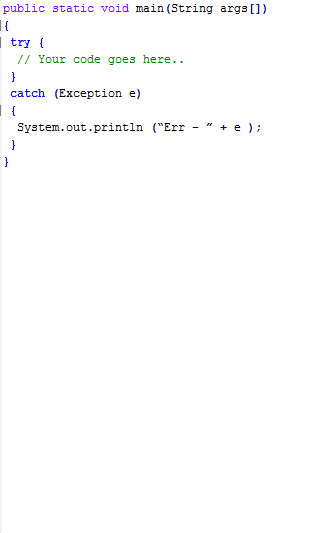 public static void main(String args[])
{
try {
// Your code goes here..
}
catch (Exception e)
{
System.out.println (“Err – ” + e );
}
}